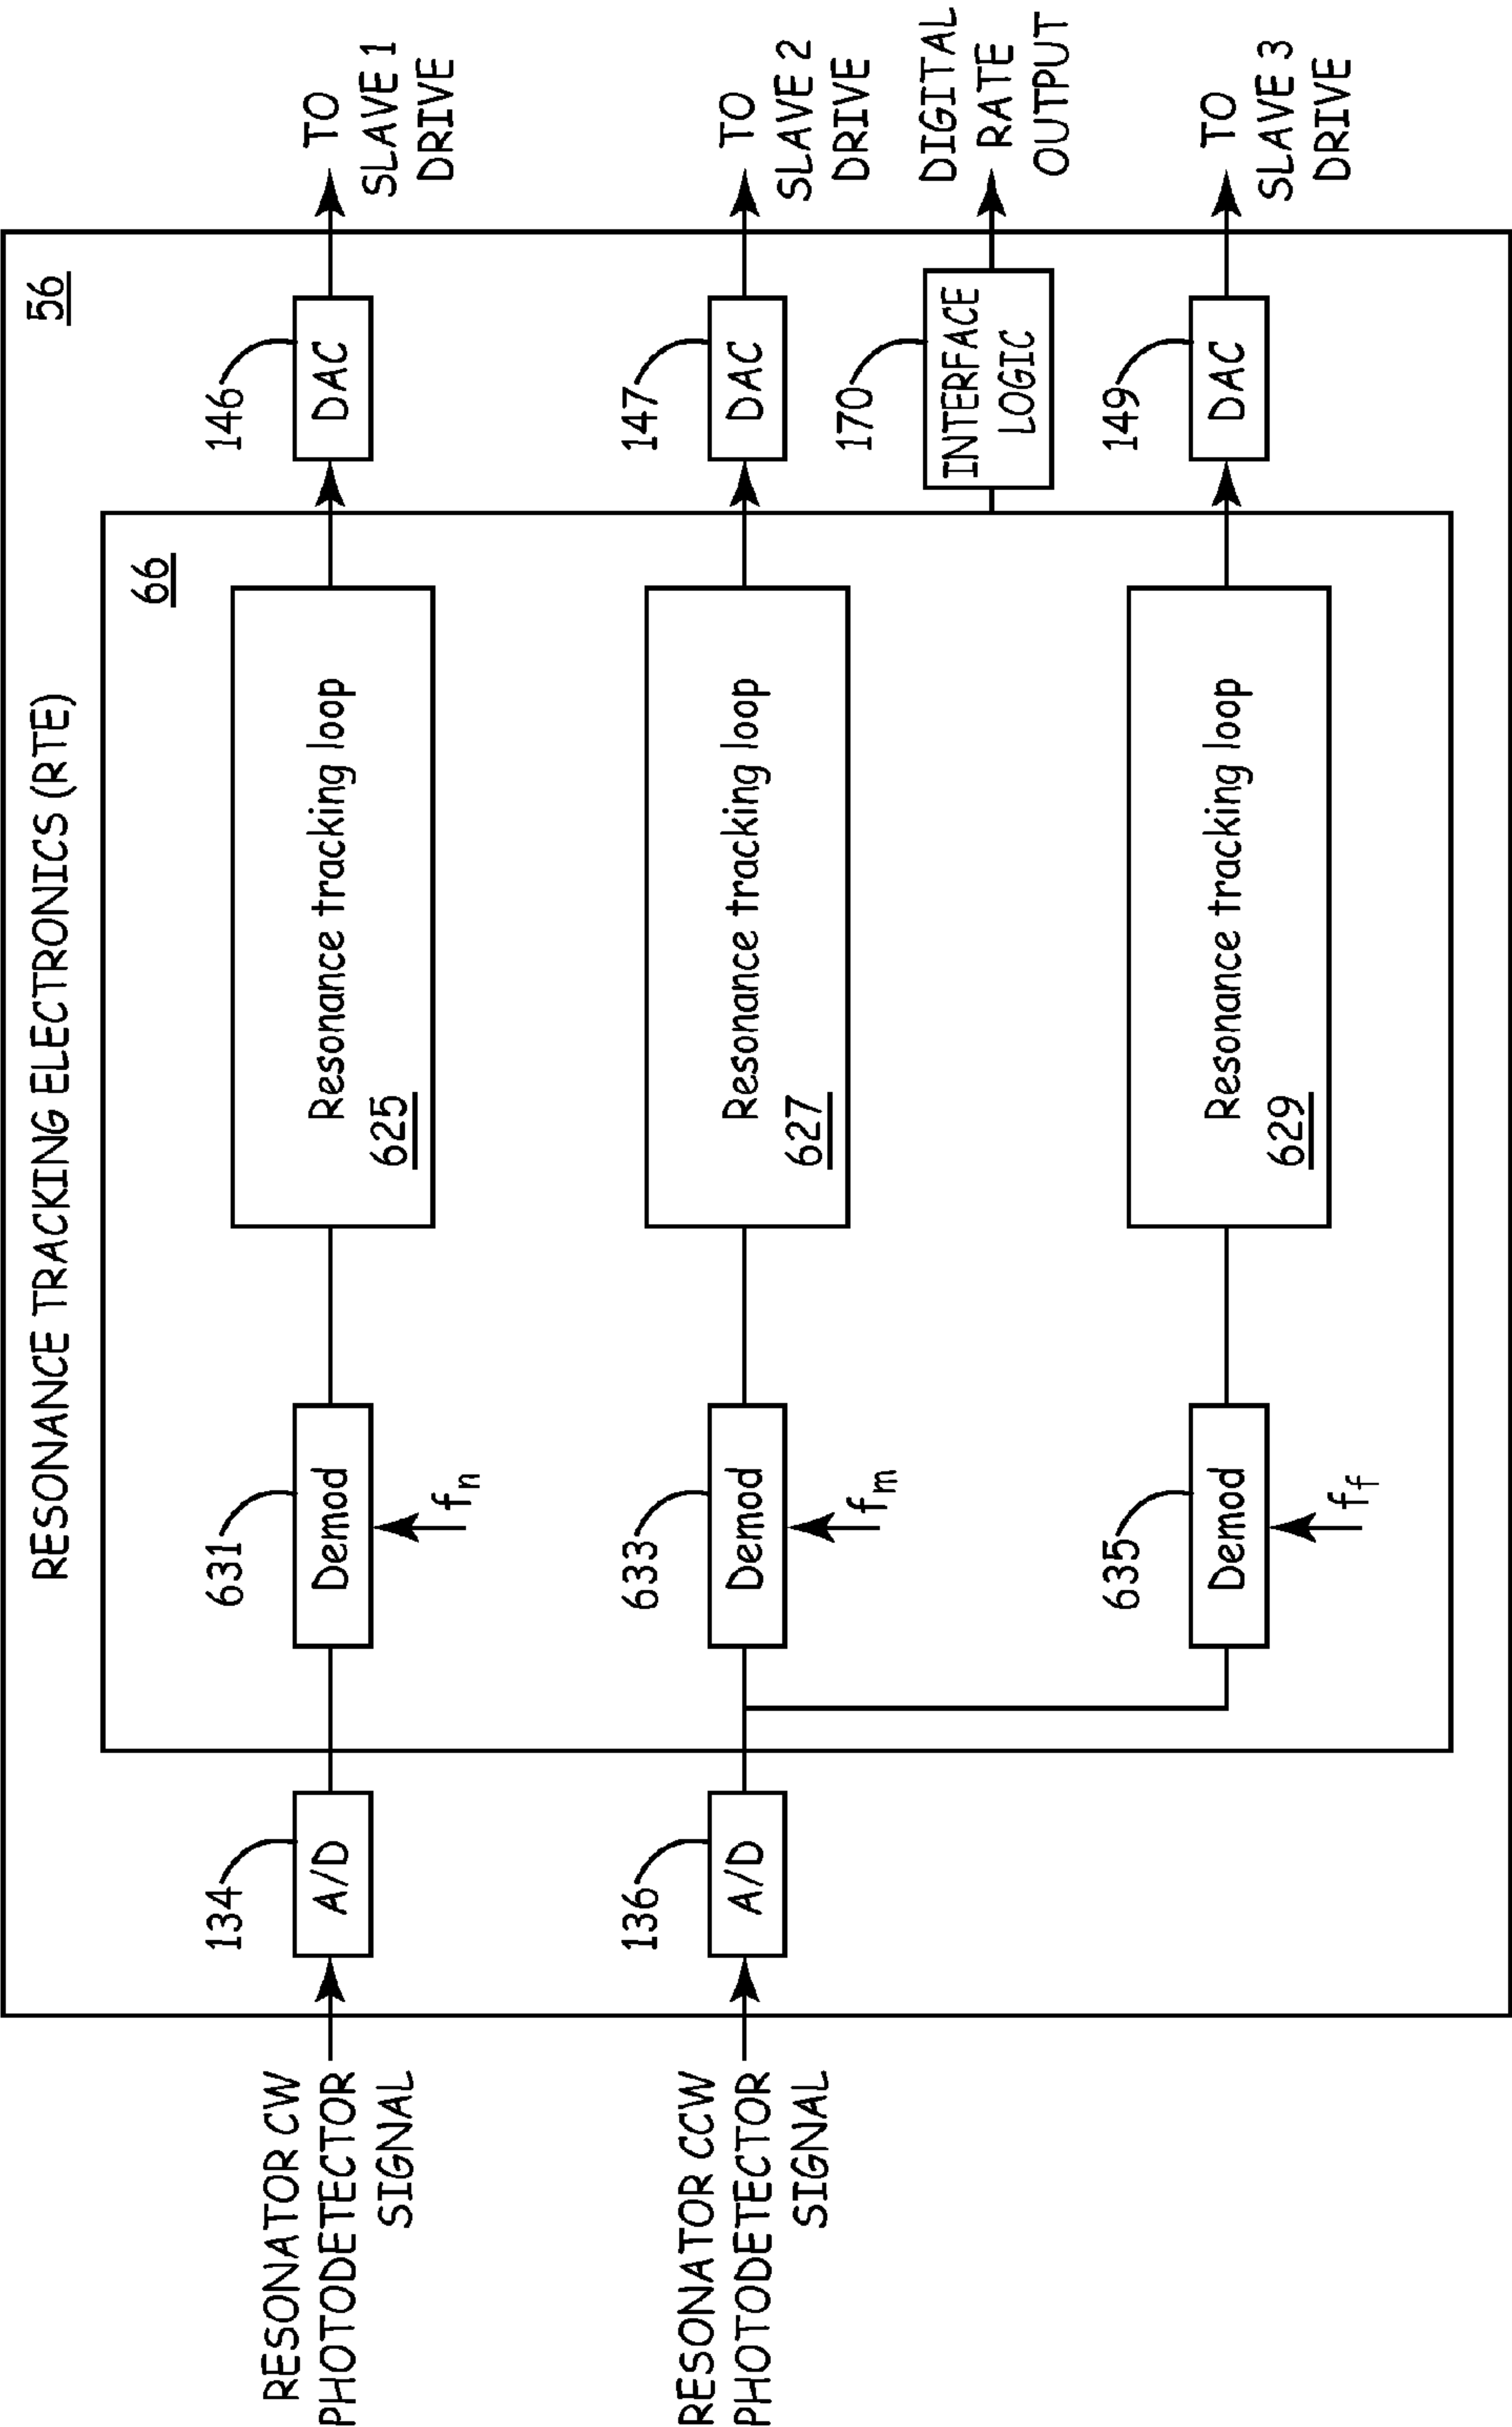 RESONANCE TRACKING ELECTRONICS (RTE)
56
66
RESONATOR CW
PHOTODETECTOR
SIGNAL
134
A/D
631
Demod
fn
Resonance tracking loop
625
146
DAC
TO
SLAVE 1
DRIVE
RESONATOR CCW
PHOTODETECTOR
SIGNAL
136
A/D
633
Demod
fm
Resonance tracking loop
627
147
DAC
TO
SLAVE 2
DRIVE
170
INTERFACE
LOGIC
DIGITAL
RATE
OUTPUT
635
Demod
ff
Resonance tracking loop
629
149
DAC
TO
SLAVE 3
DRIVE